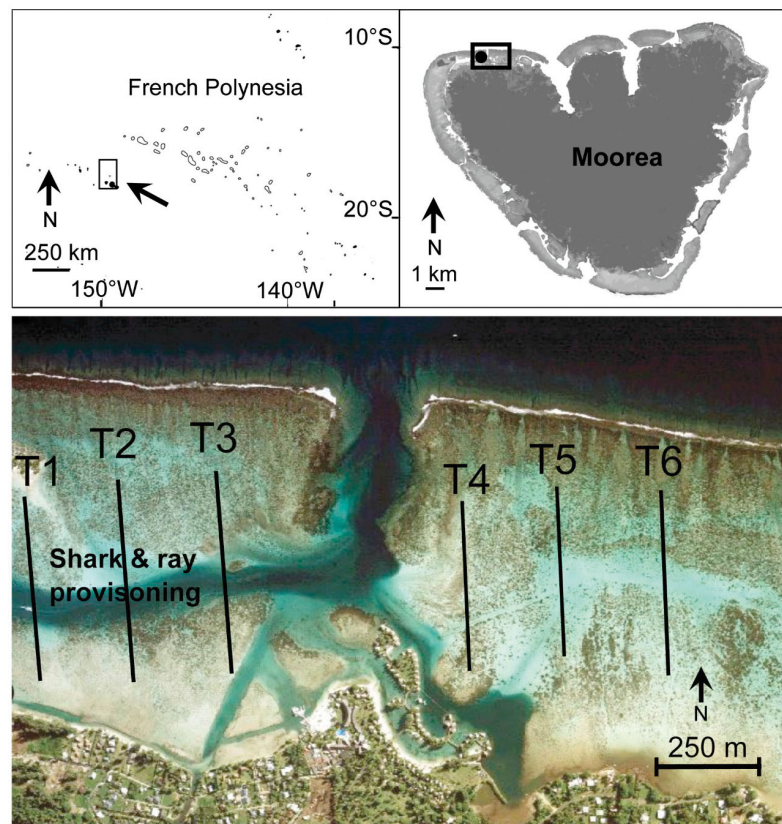 10°S
French Polynesia
N
20°S
250 km
150°W
140°W
Moorea
N
1 km
T1
T2
T3
T4
T5
T6
Shark & ray
provisoning
N
250 m